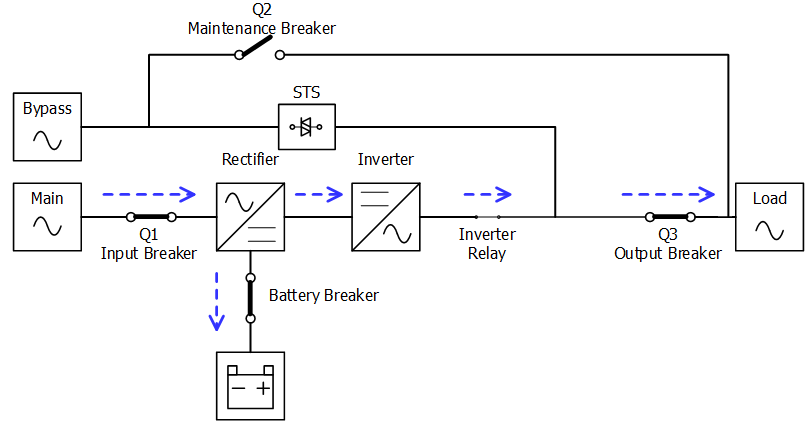 Q2
Maintenance Breaker
STS
Bypass
Rectifier
Inverter
Main
Load
Q1
Input Breaker
Inverter
Relay
Q3
Output Breaker
Battery Breaker